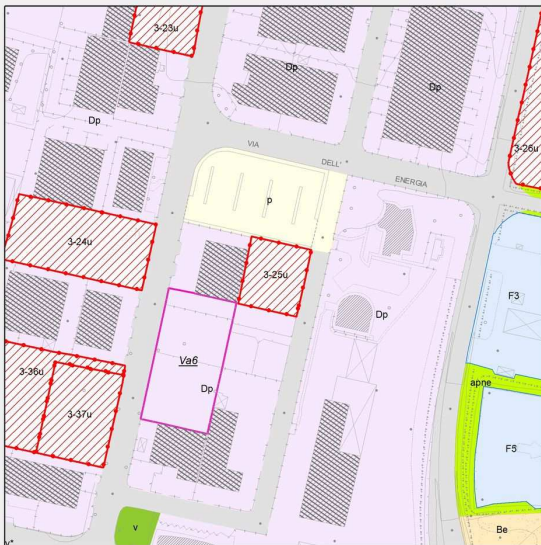 3-23u
Dp
Dp
3-26u
Dp
VIA DELL' ENERGIA
p
3-24u
3-25u
F3
Dp
Va6
3-36u
apne
Dp
3-37u
F5
v
Be